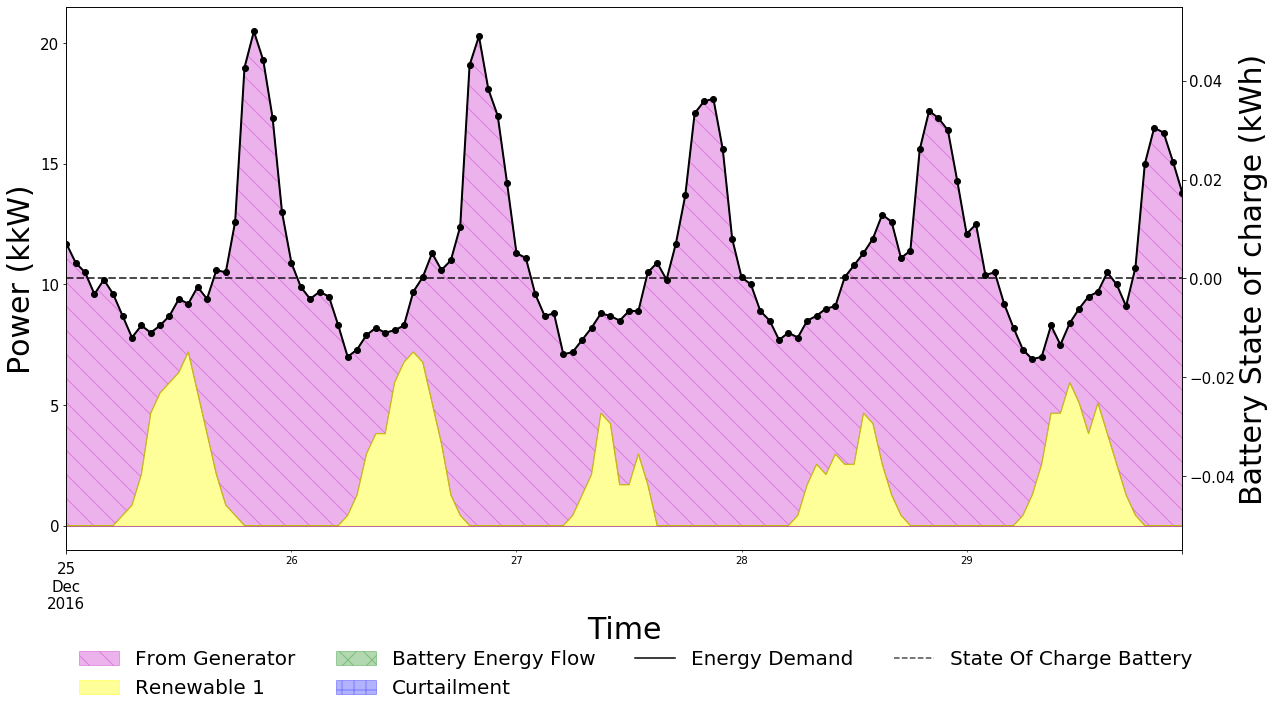 Power (kkW)
20
15
10
5
0
0.04
0.02
0.00
−0.02
−0.04
Battery State of charge (kWh)
25
Dec
2016
26
27
28
29
Time
From Generator
Battery Energy Flow
Energy Demand
State Of Charge Battery
Renewable 1
Curtailment